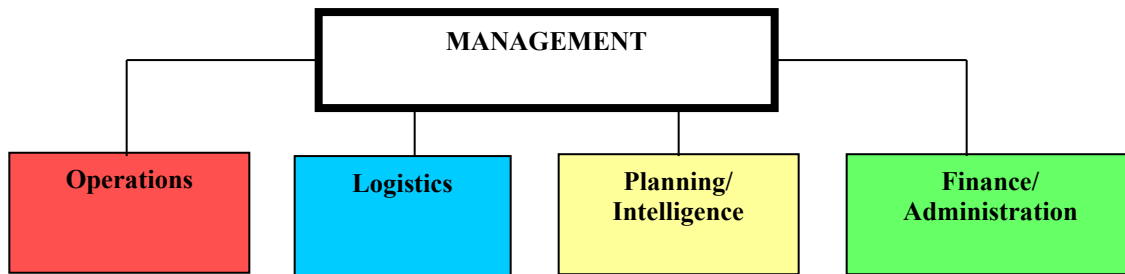 MANAGEMENT
Operations
Logistics
Planning/
Intelligence
Finance/
Administration